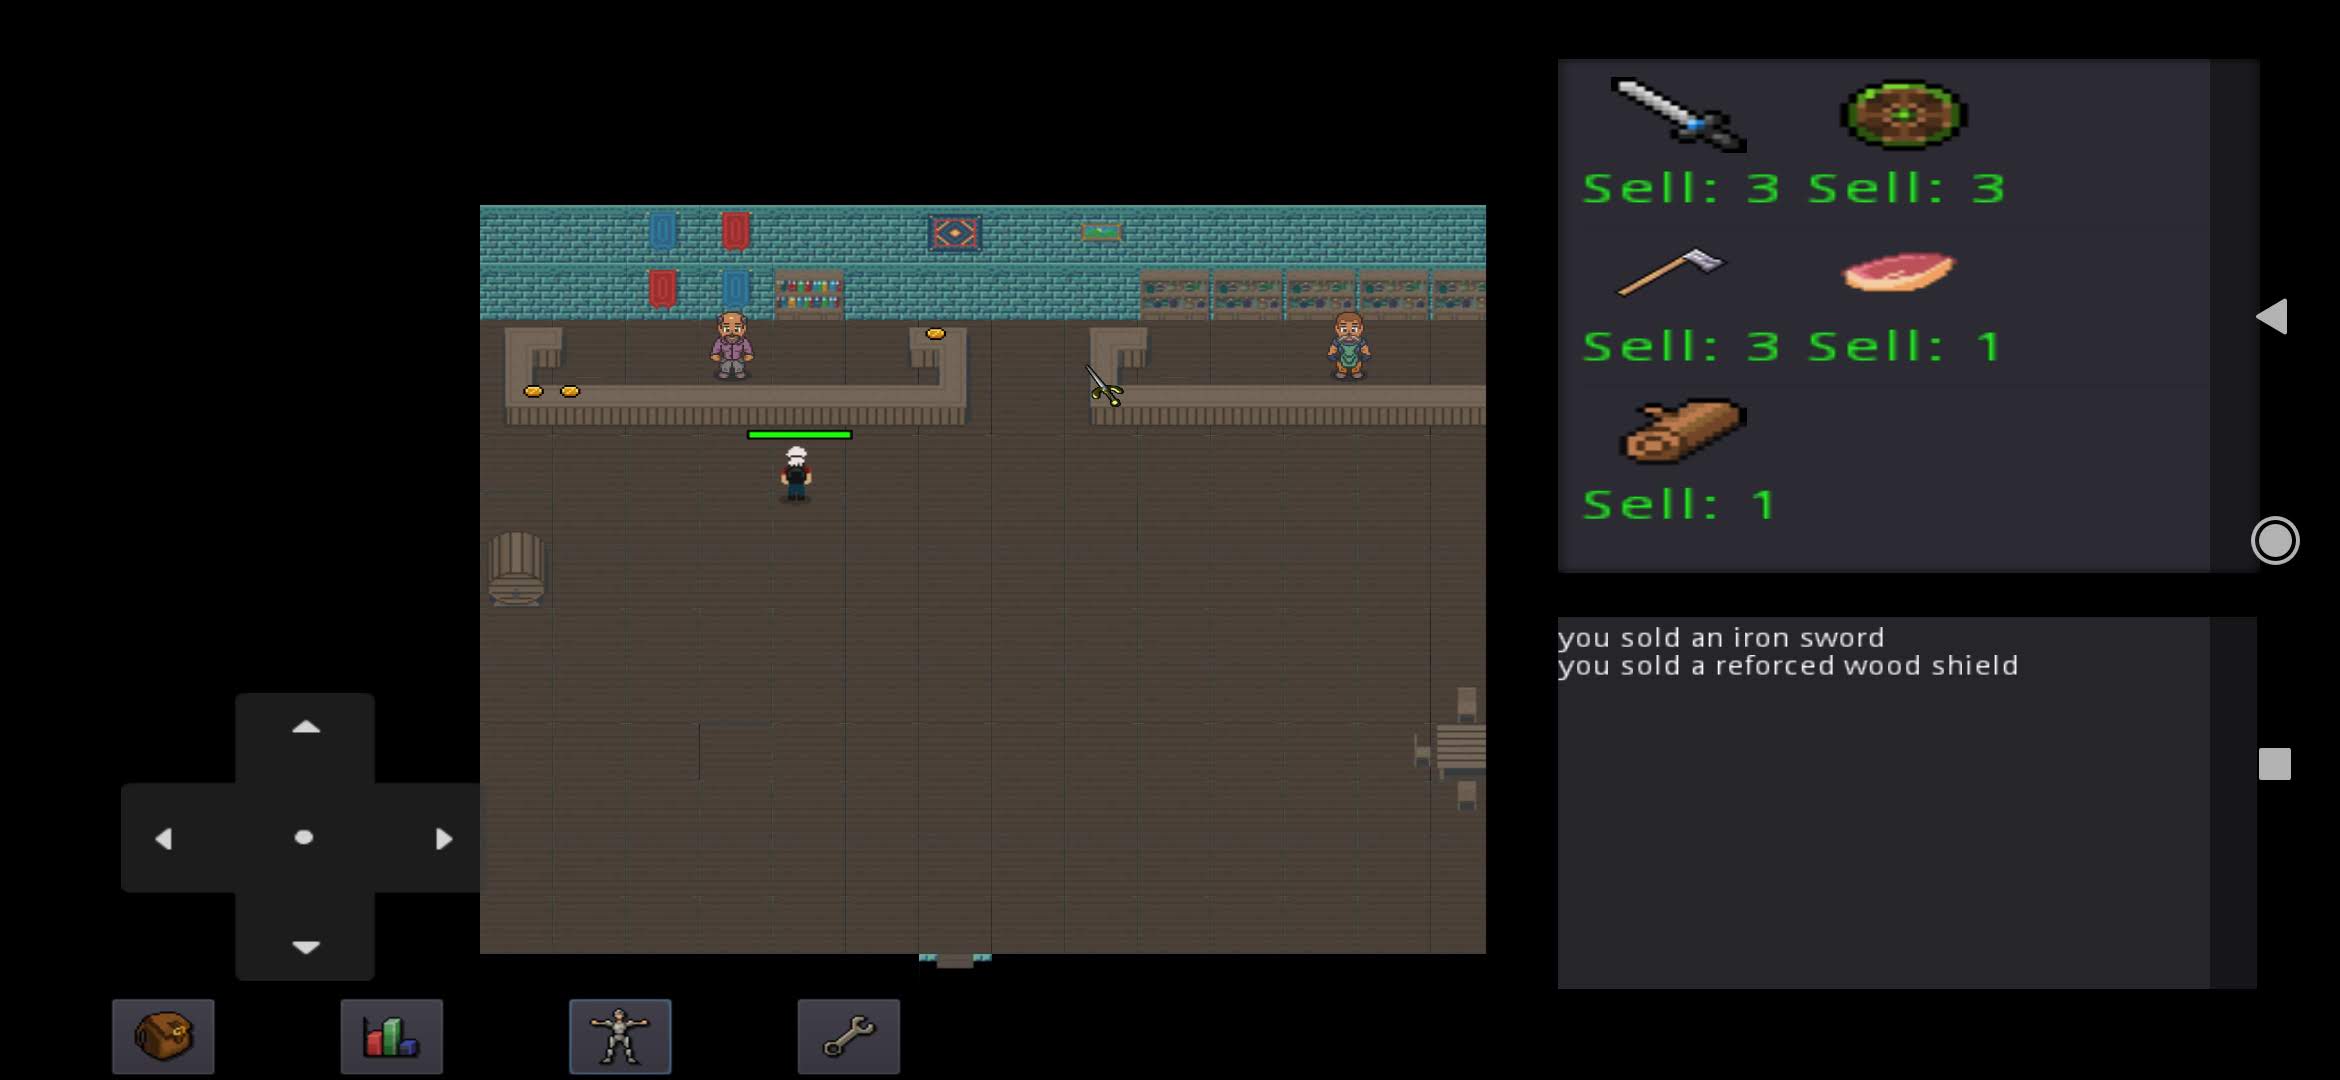 Sell: 3 Sell: 3
Sell: 3 Sell: 1
Sell: 1
you sold an iron sword
you sold a reforced wood shield